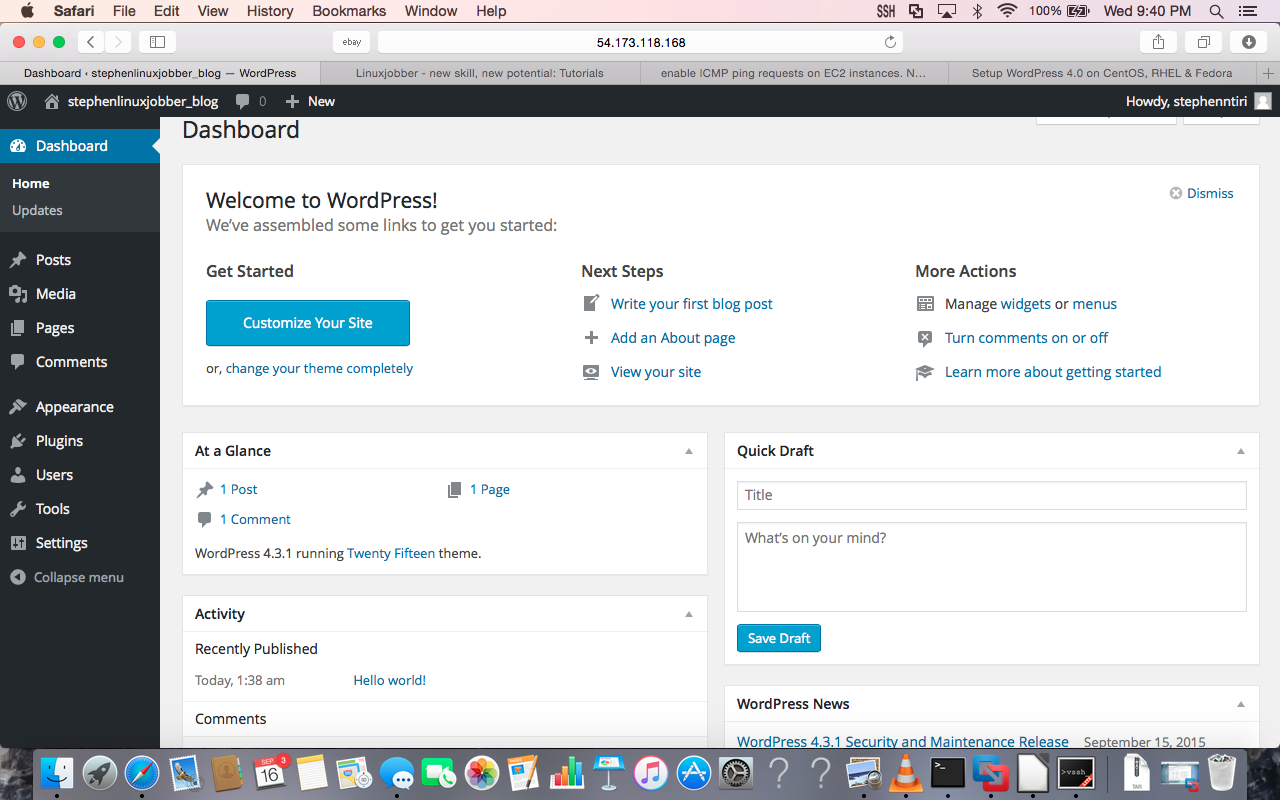 Safari File Edit View History Bookmarks Window Help SSH 100% Wed 9:40 PM
ebay 54.173.118.168
Dashboard ‹ stephenlinuxjobber_blog — WordPress Linuxjobber - new skill, new potential: Tutorials enable ICMP ping requests on EC2 instances. N... Setup WordPress 4.0 on CentOS, RHEL & Fedora
stephenlinuxjobber_blog 0 New Howdy, stephenntiri
Dashboard
Home
Updates
Posts
Media
Pages
Comments
Appearance
Plugins
Users
Tools
Settings
Collapse menu
Dashboard
Welcome to WordPress!
We've assembled some links to get you started:
Dismiss
Get Started
Customize Your Site
or, change your theme completely
Next Steps
Write your first blog post
Add an About page
View your site
More Actions
Manage widgets or menus
Turn comments on or off
Learn more about getting started
At a Glance
1 Post 1 Page
1 Comment
WordPress 4.3.1 running Twenty Fifteen theme.
Activity
Recently Published
Today, 1:38 am Hello world!
Comments
Quick Draft
Title
What's on your mind?
Save Draft
WordPress News
WordPress 4.3.1 Security and Maintenance Release September 15, 2015
SEP 3
16
>_
>vssh
TAR